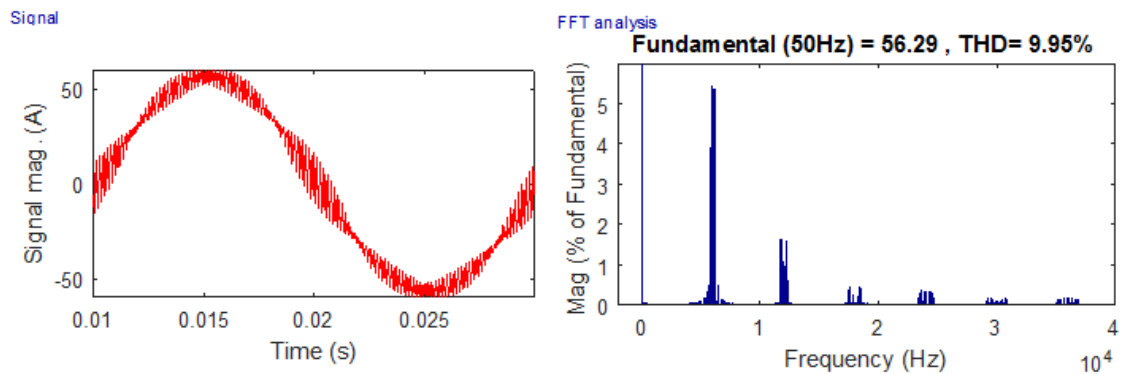 Signal
Signal mag. (A)
50
0
-50
0.01 0.015 0.02 0.025
Time (s)
FFT analysis
Fundamental (50Hz) = 56.29 , THD= 9.95%
Mag (% of Fundamental)
5
4
3
2
1
0
0 1 2 3 4
Frequency (Hz)
10⁴